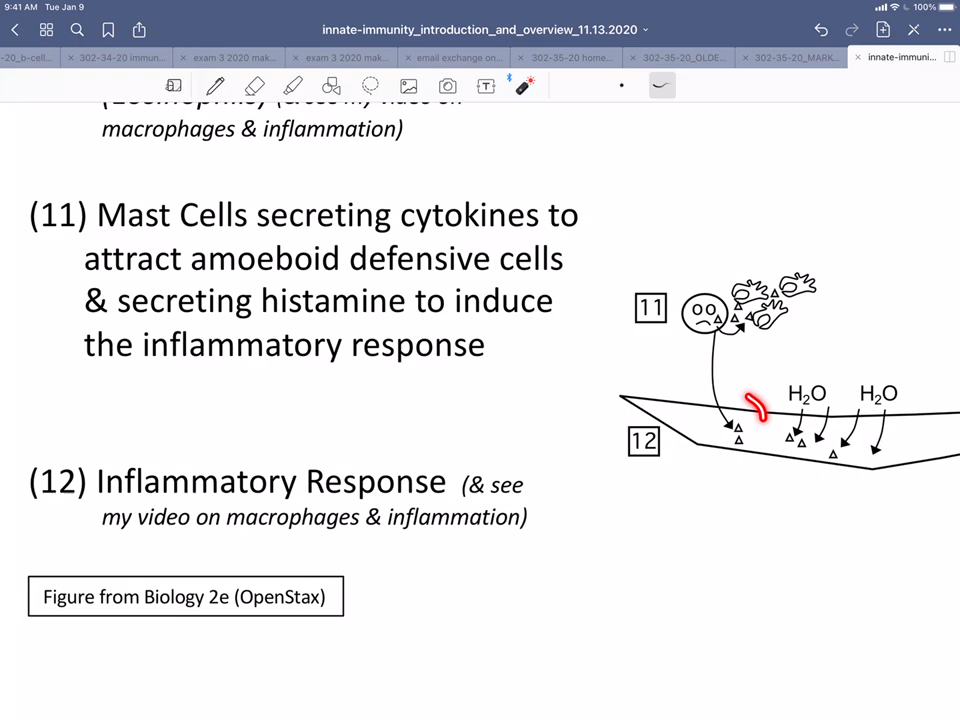 9:41 AM Tue Jan 9
100%
innate-immunity_introduction_and_overview_11.13.2020
-20_b-cell...
302-34-20 immun...
exam 3 2020 mak...
exam 3 2020 mak...
email exchange on...
302-35-20 home...
302-35-20_OLDE...
302-35-20_MARK...
innate-immuni...
macrophages & inflammation)
(11) Mast Cells secreting cytokines to
attract amoeboid defensive cells
& secreting histamine to induce
the inflammatory response
11
H₂O H₂O
12
(12) Inflammatory Response (& see
my video on macrophages & inflammation)
Figure from Biology 2e (OpenStax)